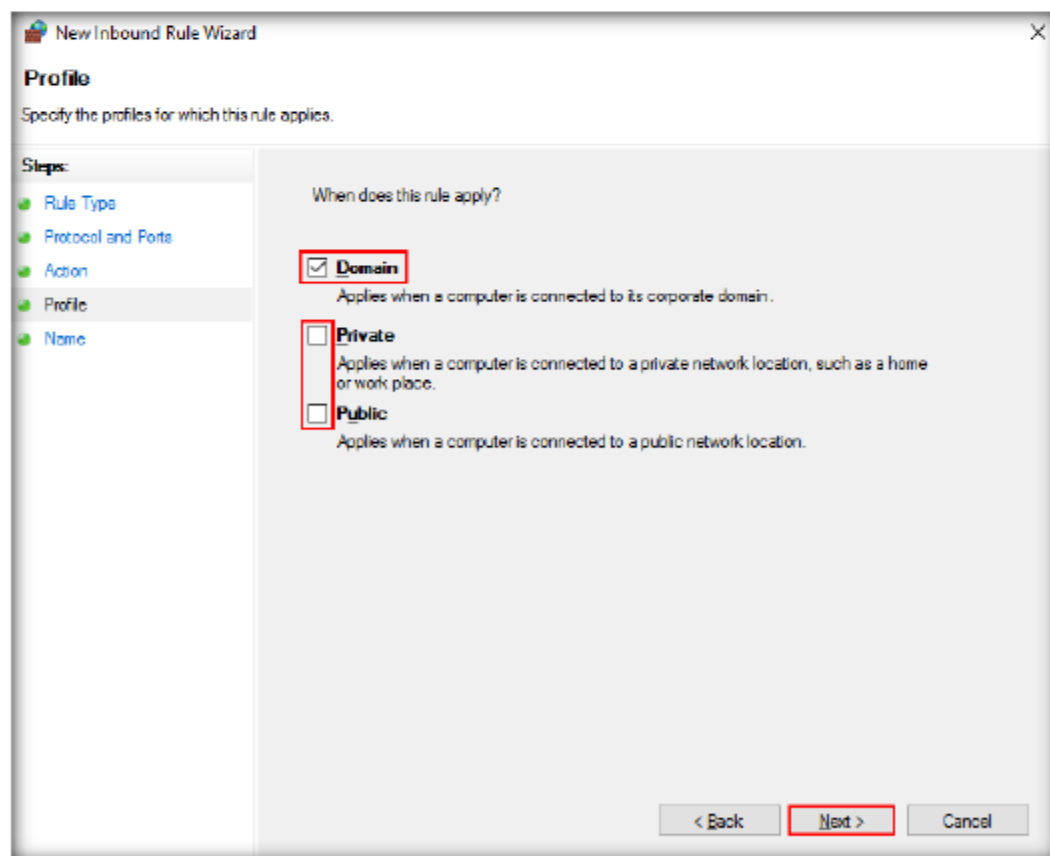 New Inbound Rule Wizard
Profile
Specify the profiles for which this rule applies.
Steps:
Rule Type
Protocol and Ports
Action
Profile
Name
When does this rule apply?
Domain
Applies when a computer is connected to its corporate domain.
Private
Applies when a computer is connected to a private network location, such as a home
or work place.
Public
Applies when a computer is connected to a public network location.
< Back
Next >
Cancel